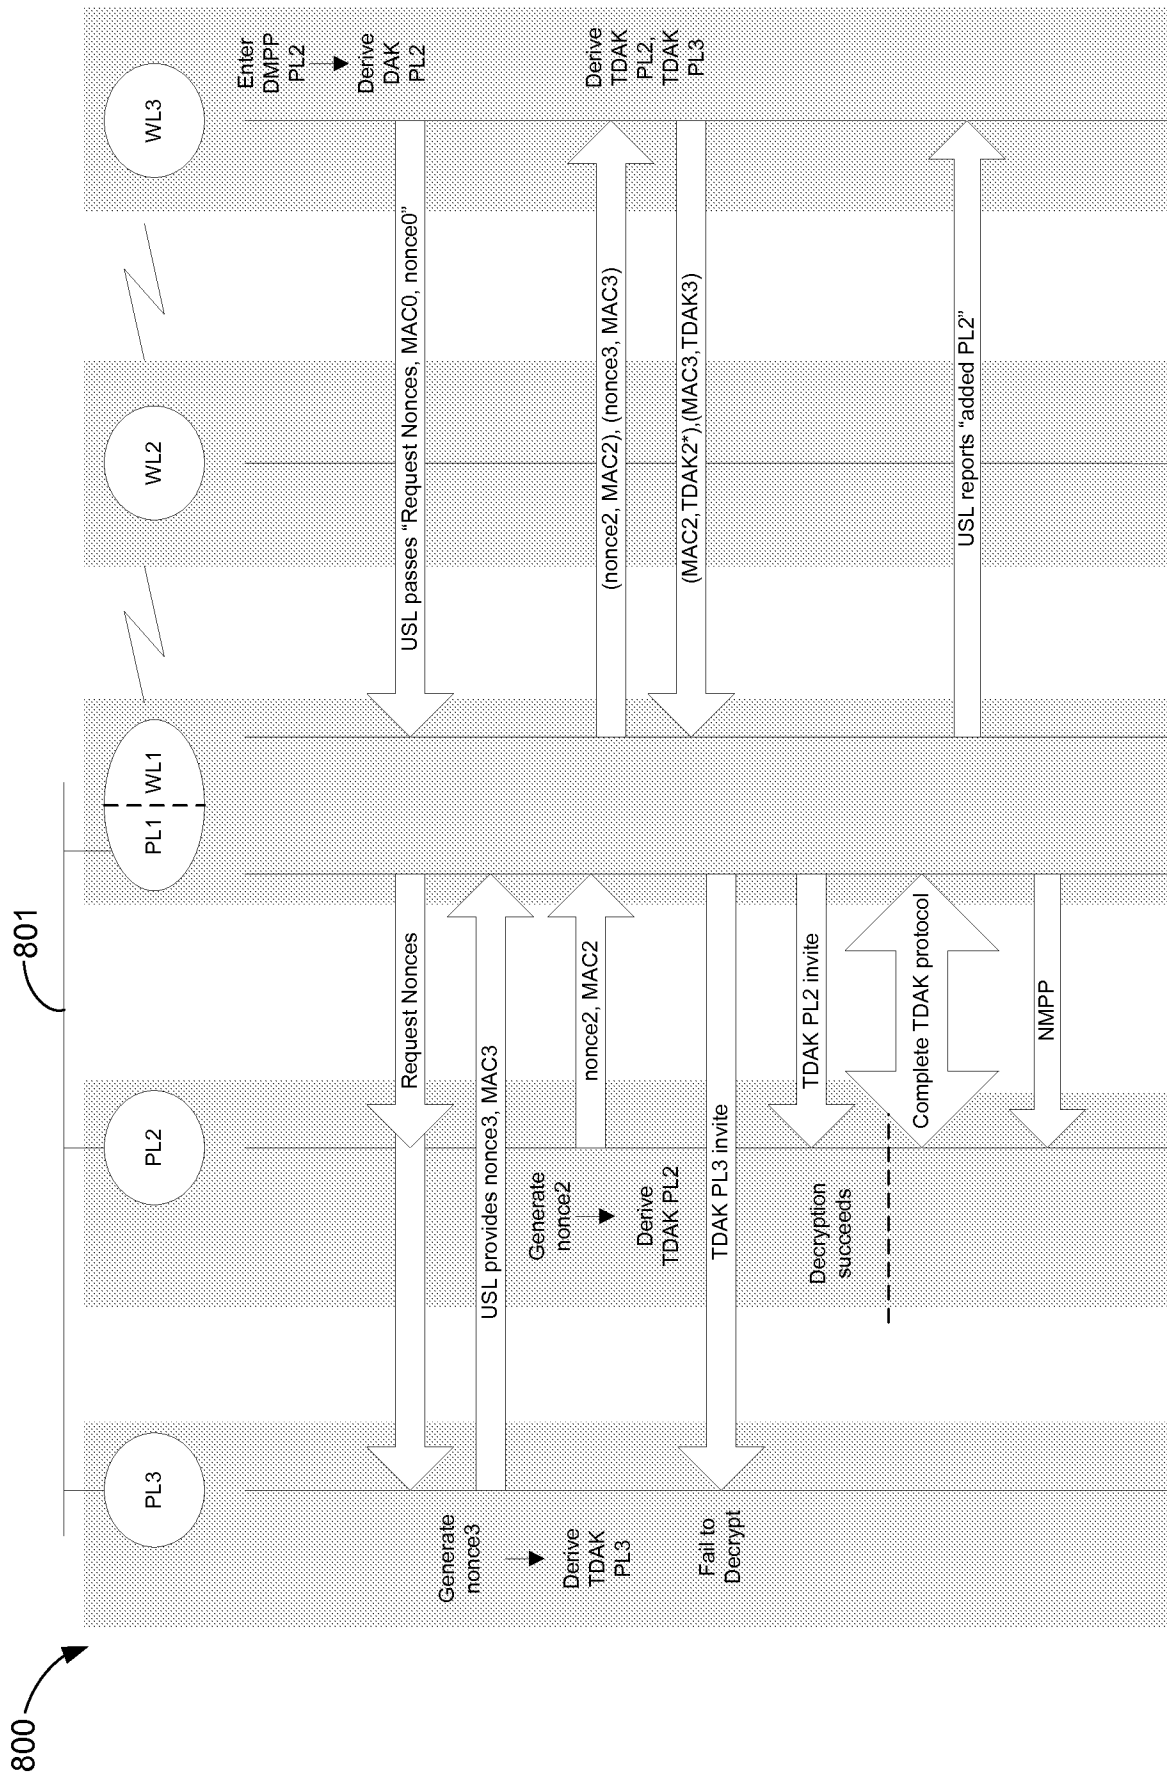 800
801
PL3
PL2
PL1
WL1
WL2
WL3
Enter
DMPP
PL2
Derive
DAK
PL2
USL passes “Request Nonces, MAC0, nonce0”
Request Nonces
Generate
nonce3
USL provides nonce3, MAC3
Derive
TDAK
PL3
Generate
nonce2
nonce2, MAC2
Derive
TDAK PL2
(nonce2, MAC2), (nonce3, MAC3)
Derive
TDAK
PL2,
TDAK
PL3
(MAC2,TDAK2*),(MAC3,TDAK3)
TDAK PL3 invite
Fail to
Decrypt
TDAK PL2 invite
Decryption
succeeds
Complete TDAK protocol
USL reports “added PL2”
NMPP